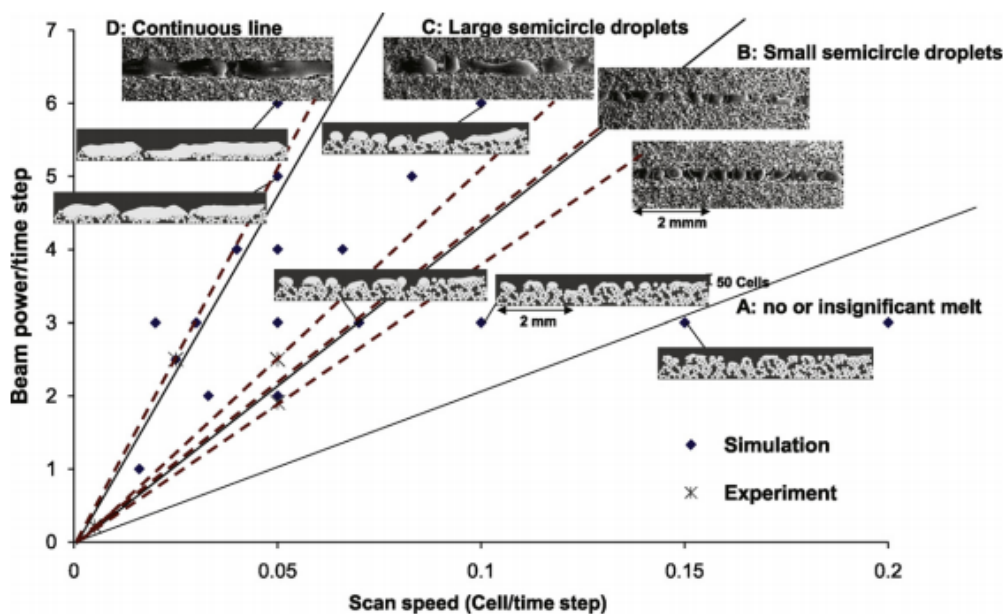 D: Continuous line
C: Large semicircle droplets
B: Small semicircle droplets
2 mmm
50 Cells
2 mm
A: no or insignificant melt
Simulation
Experiment
Beam power/time step
7
6
5
4
3
2
1
0
0
0.05
0.1
0.15
0.2
Scan speed (Cell/time step)